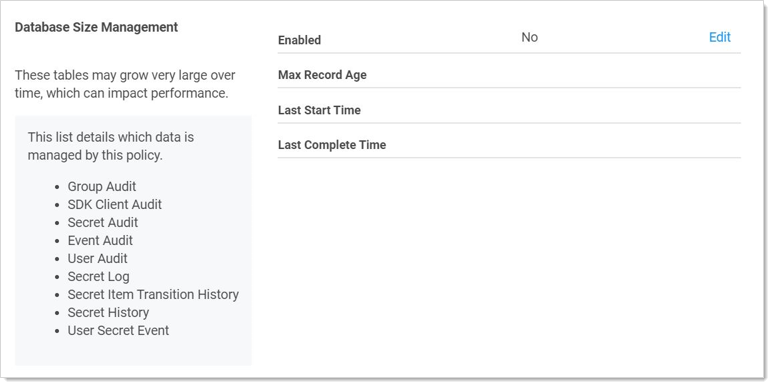 Database Size Management
These tables may grow very large over
time, which can impact performance.
This list details which data is
managed by this policy.
• Group Audit
• SDK Client Audit
• Secret Audit
• Event Audit
• User Audit
• Secret Log
• Secret Item Transition History
• Secret History
• User Secret Event
Enabled No Edit
Max Record Age
Last Start Time
Last Complete Time